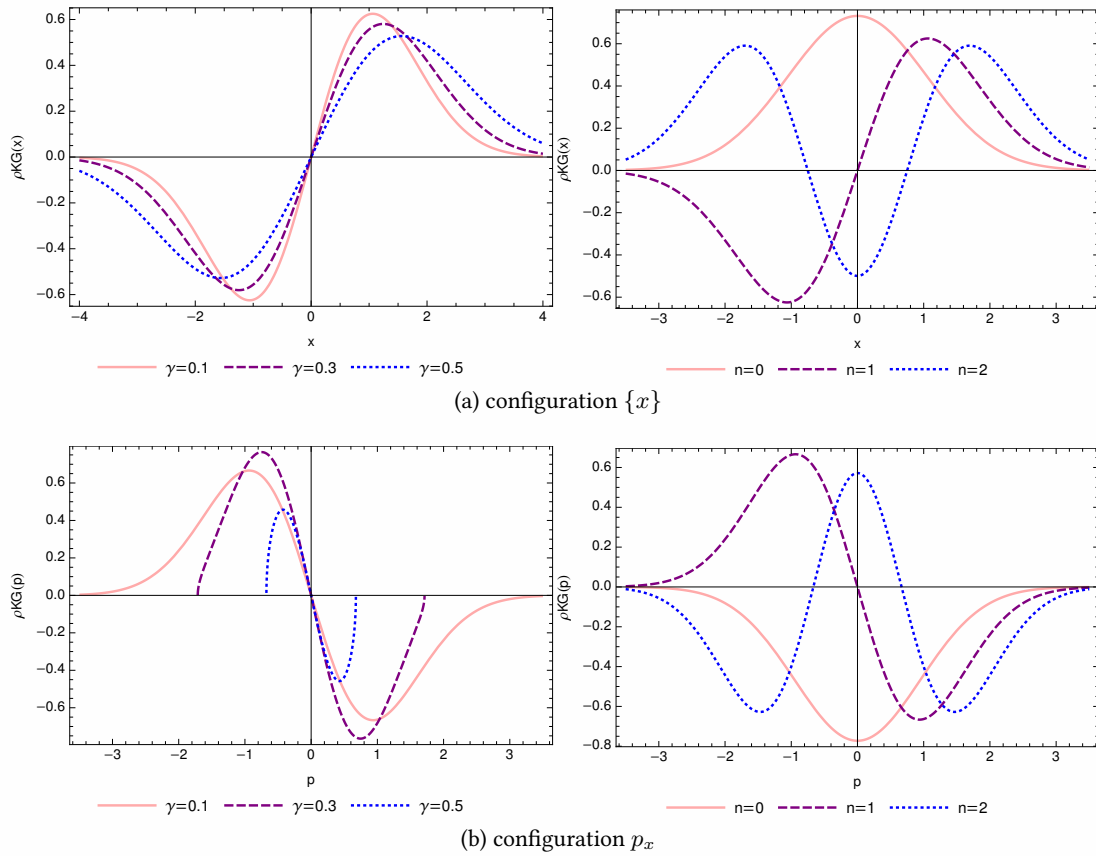 0.6
0.4
0.2
0.0
−0.2
−0.4
−0.6
ρKG(x)
−4 −2 0 2 4
x
γ=0.1 γ=0.3 γ=0.5
0.6
0.4
0.2
0.0
−0.2
−0.4
−0.6
ρKG(x)
−3 −2 −1 0 1 2 3
x
n=0 n=1 n=2
(a) configuration {x}
0.6
0.4
0.2
0.0
−0.2
−0.4
−0.6
ρKG(p)
−3 −2 −1 0 1 2 3
p
γ=0.1 γ=0.3 γ=0.5
0.6
0.4
0.2
0.0
−0.2
−0.4
−0.6
−0.8
ρKG(p)
−3 −2 −1 0 1 2 3
p
n=0 n=1 n=2
(b) configuration pₓ